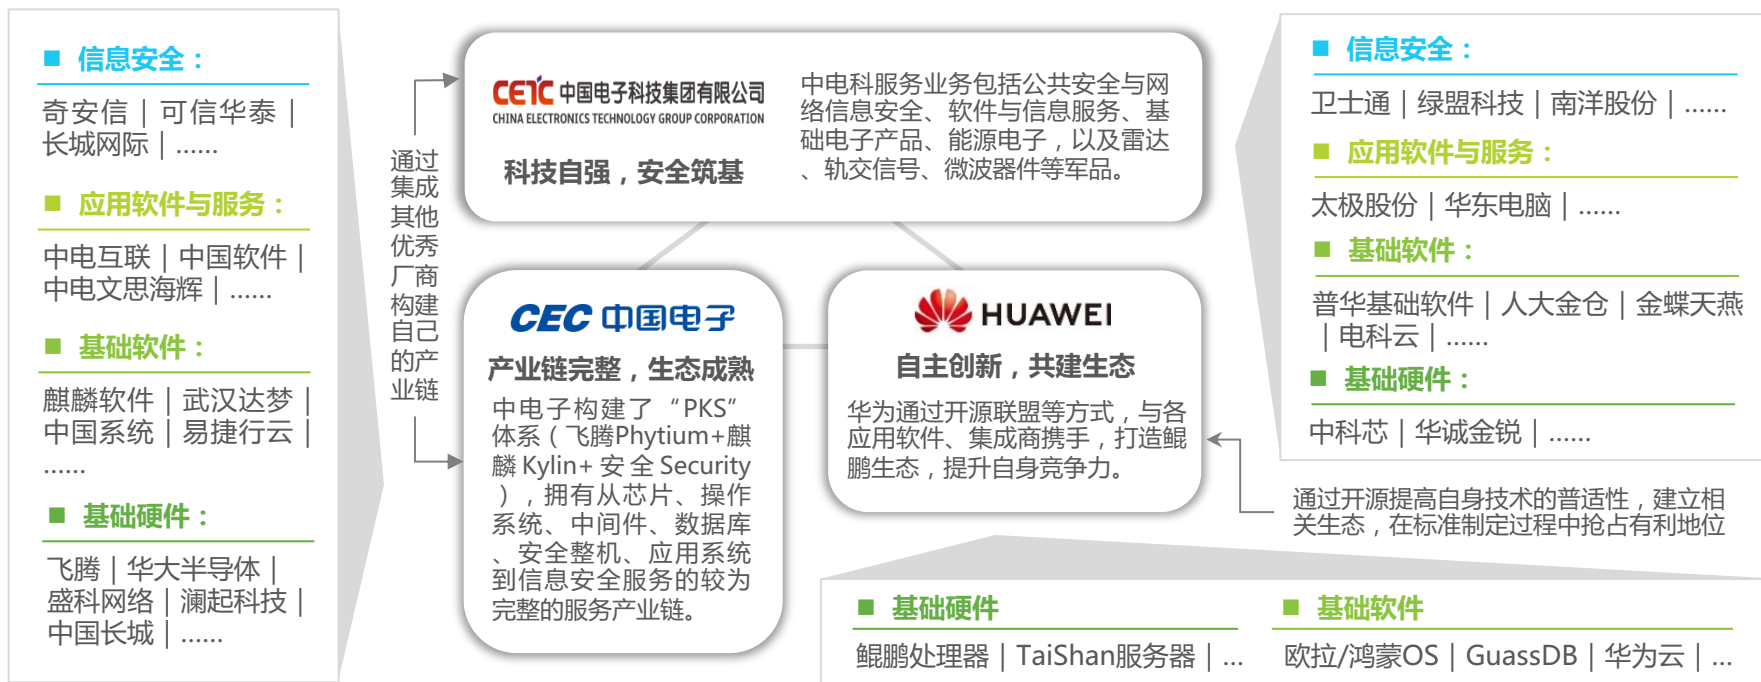 ■ 信息安全：
奇安信｜可信华泰｜
长城网际｜......
■ 应用软件与服务：
中电互联｜中国软件｜
中电文思海辉｜......
■ 基础软件：
麒麟软件｜武汉达梦｜
中国系统｜易捷行云｜
......
■ 基础硬件：
飞腾｜华大半导体｜
盛科网络｜澜起科技｜
中国长城｜......
通过
集成
其他
优秀
厂商
构建
自己
的产
业链
CETC 中国电子科技集团有限公司
CHINA ELECTRONICS TECHNOLOGY GROUP CORPORATION
科技自强，安全筑基
中电科服务业务包括公共安全与网
络信息安全、软件与信息服务、基
础电子产品、能源电子，以及雷达
、轨交信号、微波器件等军品。
CEC 中国电子
产业链完整，生态成熟
中电子构建了“PKS”
体系（飞腾Phytium+麒
麟Kylin+安全Security
），拥有从芯片、操作
系统、中间件、数据库
、安全整机、应用系统
到信息安全服务的较为
完整的服务产业链。
HUAWEI
自主创新，共建生态
华为通过开源联盟等方式，与各
应用软件、集成商携手，打造鲲
鹏生态，提升自身竞争力。
■ 信息安全：
卫士通｜绿盟科技｜南洋股份｜......
■ 应用软件与服务：
太极股份｜华东电脑｜......
■ 基础软件：
普华基础软件｜人大金仓｜金蝶天燕
｜电科云｜......
■ 基础硬件：
中科芯｜华诚金锐｜......
通过开源提高自身技术的普适性，建立相
关生态，在标准制定过程中抢占有利地位
■ 基础硬件
鲲鹏处理器｜TaiShan服务器｜...
■ 基础软件
欧拉/鸿蒙OS｜GuassDB｜华为云｜...